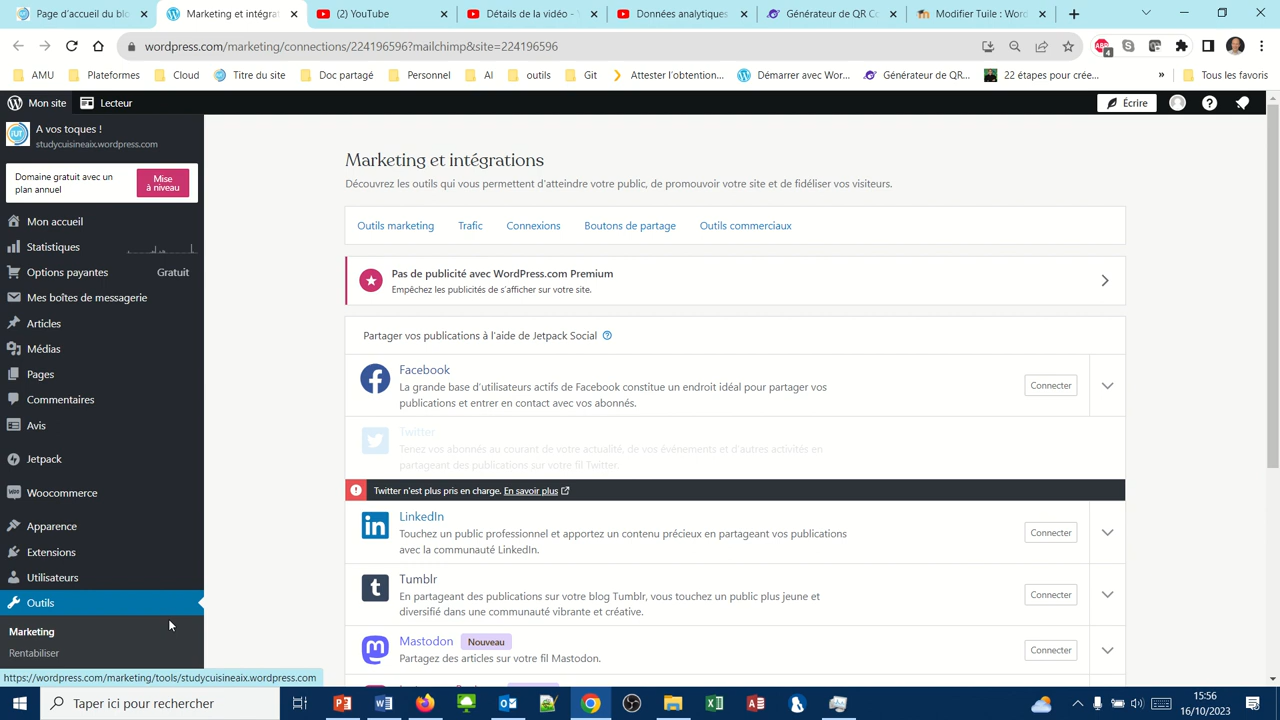 Page d'accueil du blo
Marketing et intégrati
(2) YouTube
Détails de la vidéo - Y
Données analytiques
Générateur de QR Co
Modifier Tuile : Word
wordpress.com/marketing/connections/224196596?mailchimp&site=224196596
4
AMU
Plateformes
Cloud
Titre du site
Doc partagé
Personnel
AI
outils
Git
Attester l'obtention...
Démarrer avec Wor...
Générateur de QR...
22 étapes pour crée...
»
Tous les favoris
Mon site
Lecteur
Écrire
A vos toques !
studycuisineaix.wordpress.com
Domaine gratuit avec un
plan annuel
Mise
à niveau
Mon accueil
Statistiques
Options payantes
Gratuit
Mes boîtes de messagerie
Articles
Médias
Pages
Commentaires
Avis
Jetpack
Woocommerce
Apparence
Extensions
Utilisateurs
Outils
Marketing
Rentabiliser
Marketing et intégrations
Découvrez les outils qui vous permettent d'atteindre votre public, de promouvoir votre site et de fidéliser vos visiteurs.
Outils marketing
Trafic
Connexions
Boutons de partage
Outils commerciaux
Pas de publicité avec WordPress.com Premium
Empêchez les publicités de s'afficher sur votre site.
Partager vos publications à l'aide de Jetpack Social
Facebook
La grande base d'utilisateurs actifs de Facebook constitue un endroit idéal pour partager vos
publications et entrer en contact avec vos abonnés.
Connecter
Twitter
Tenez vos abonnés au courant de votre actualité, de vos événements et d'autres activités en
partageant des publications sur votre fil Twitter.
Twitter n'est plus pris en charge. En savoir plus
LinkedIn
Touchez un public professionnel et apportez un contenu précieux en partageant vos publications
avec la communauté LinkedIn.
Connecter
Tumblr
En partageant des publications sur votre blog Tumblr, vous touchez un public plus jeune et
diversifié dans une communauté vibrante et créative.
Connecter
Mastodon
Nouveau
Partagez des articles sur votre fil Mastodon.
Connecter
https://wordpress.com/marketing/tools/studycuisineaix.wordpress.com
Taper ici pour rechercher
15:56
16/10/2023